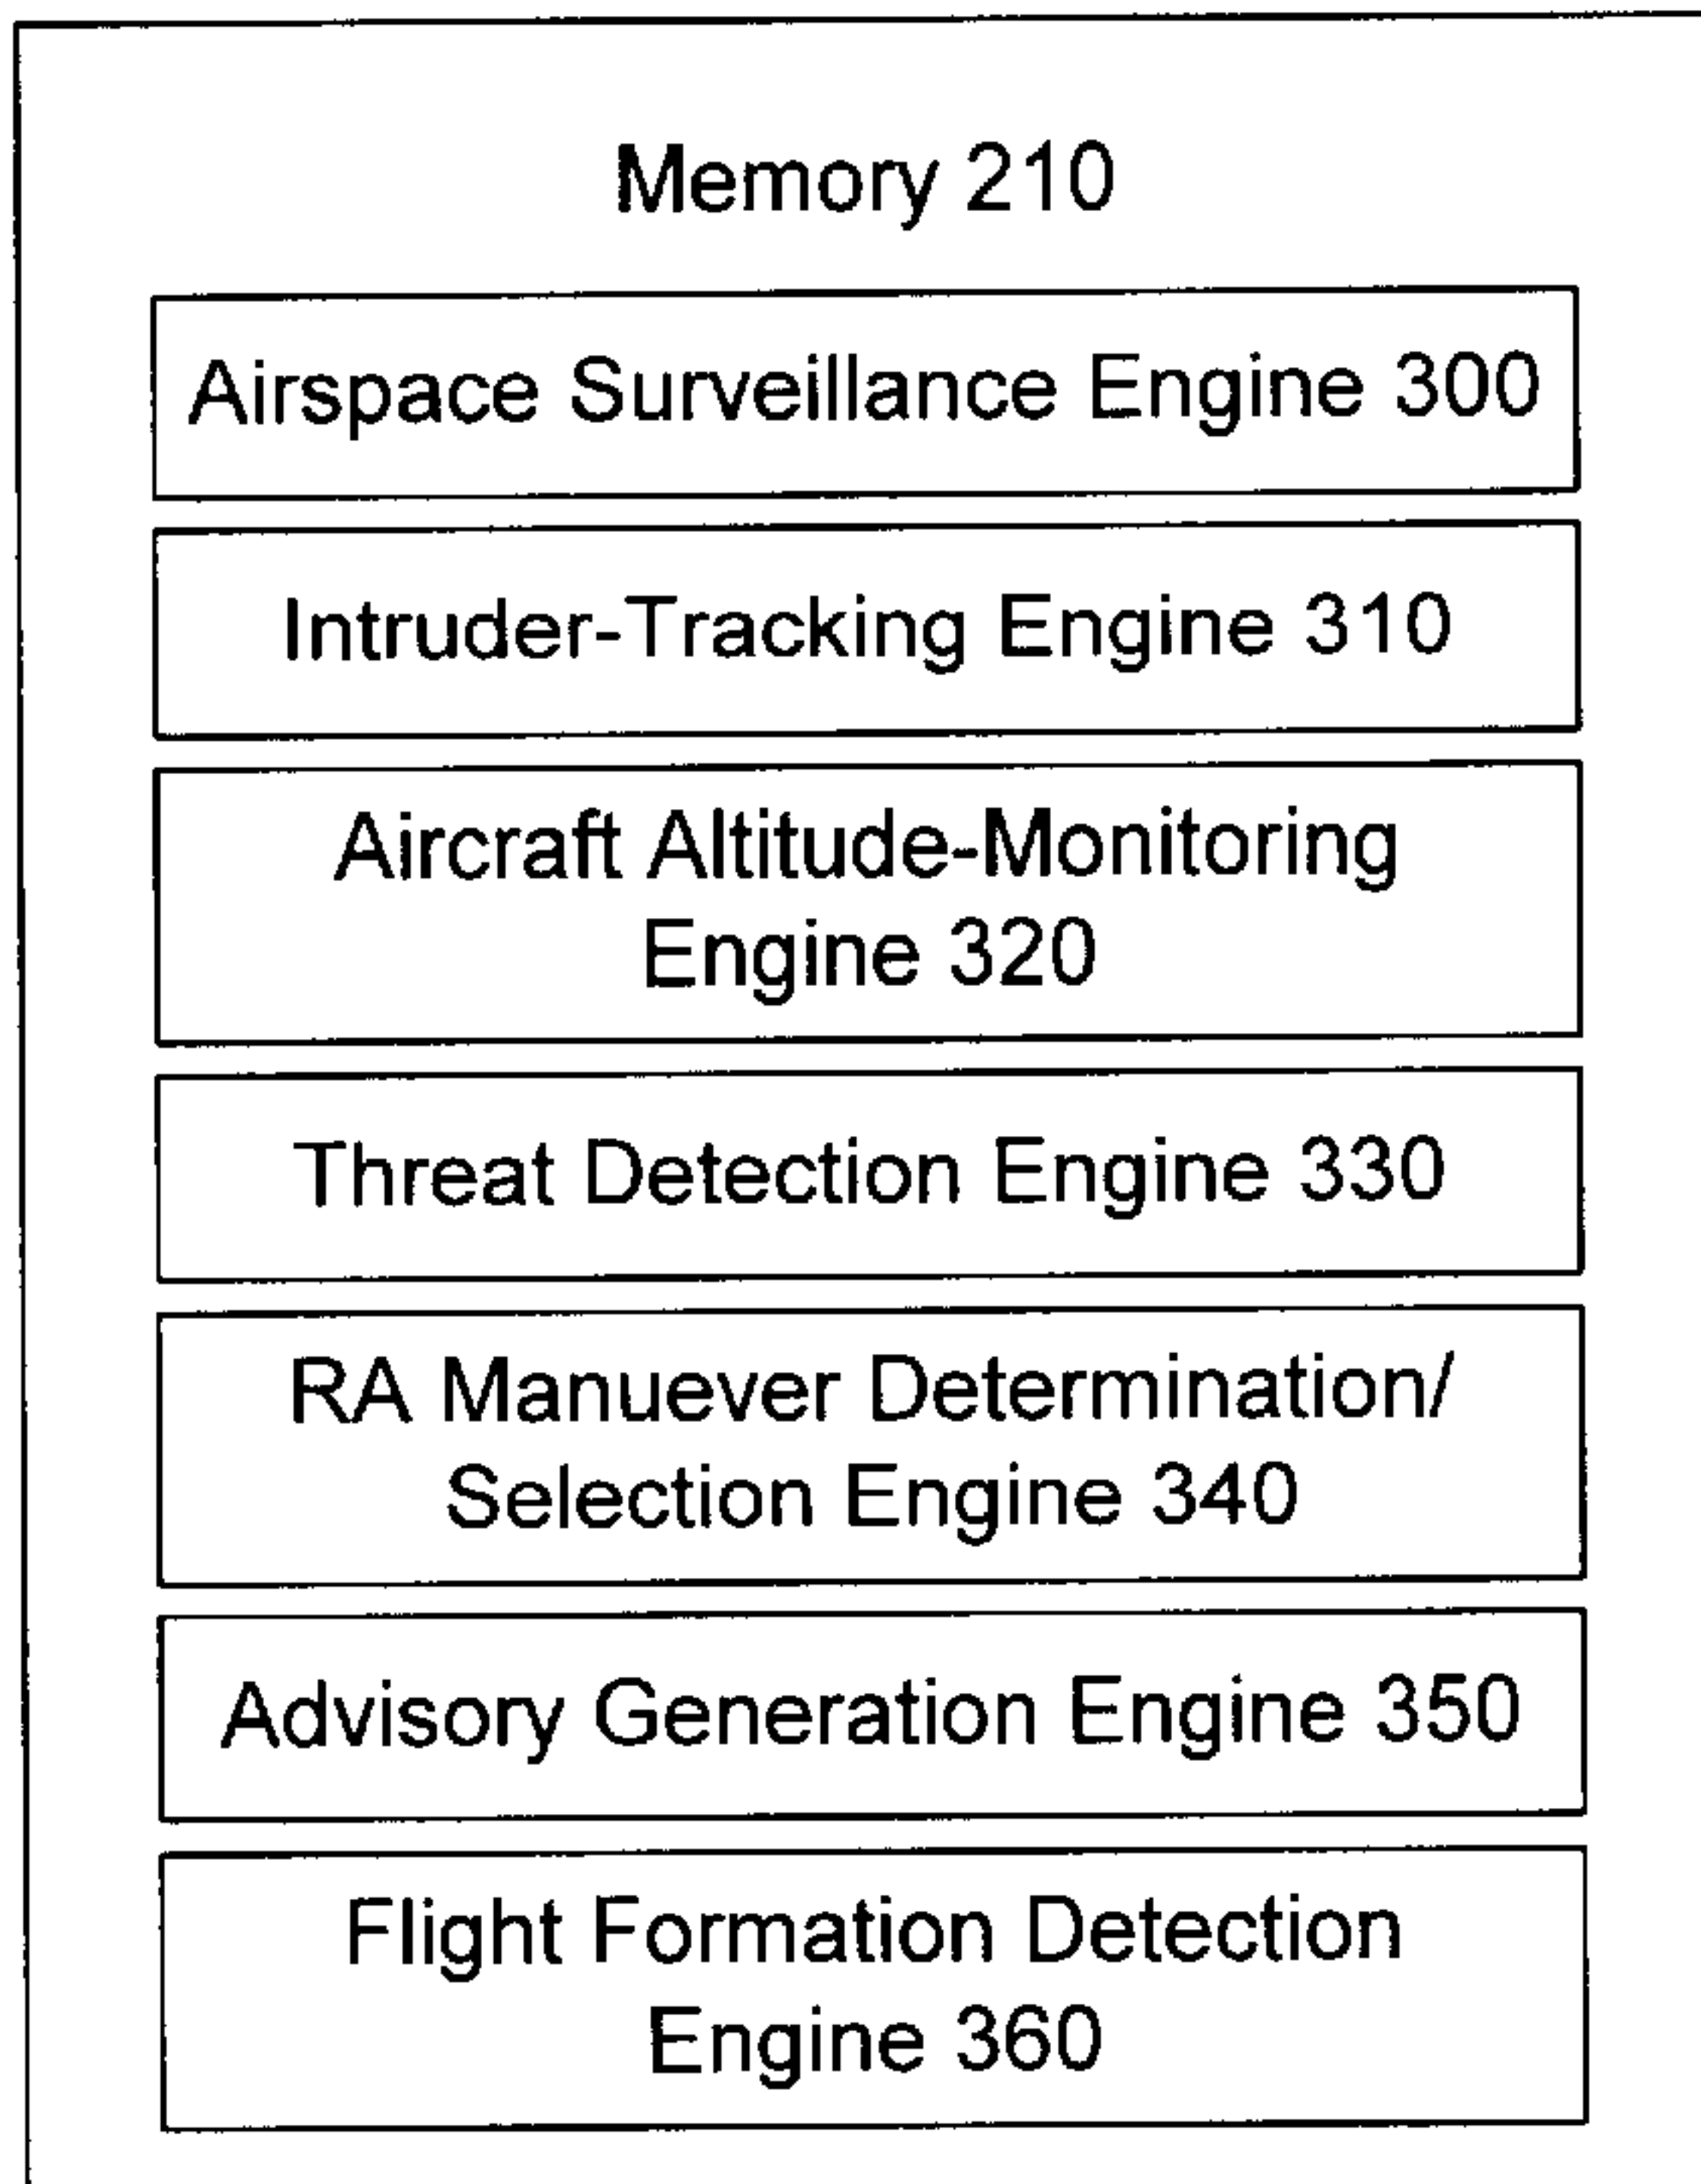 Memory 210
Airspace Surveillance Engine 300
Intruder-Tracking Engine 310
Aircraft Altitude-Monitoring
Engine 320
Threat Detection Engine 330
RA Manuever Determination/
Selection Engine 340
Advisory Generation Engine 350
Flight Formation Detection
Engine 360